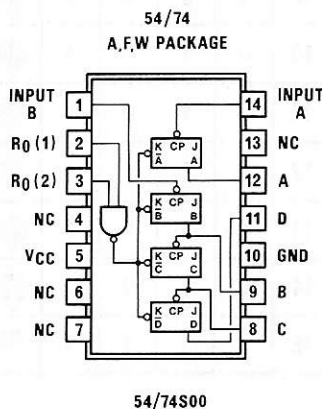 54/74
A,F,W PACKAGE
INPUT B 1
14 INPUT A
R0(1) 2
13 NC
R0(2) 3
12 A
NC 4
11 D
VCC 5
10 GND
NC 6
9 B
NC 7
8 C
K CP J
A A
K CP J
B B
K CP J
C C
K CP J
D D
54/74S00